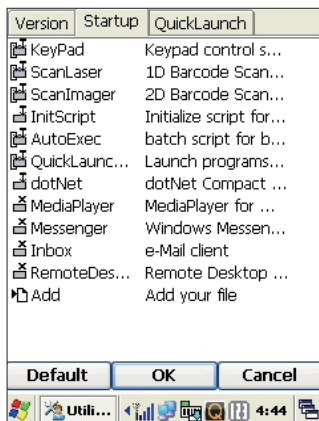 Version Startup QuickLaunch
KeyPad Keypad control s...
ScanLaser 1D Barcode Scan...
ScanImager 2D Barcode Scan...
InitScript Initialize script for...
AutoExec batch script for b...
QuickLaunc... Launch programs...
dotNet dotNet Compact ...
MediaPlayer MediaPlayer for ...
Messenger Windows Messen...
Inbox e-Mail client
RemoteDes... Remote Desktop ...
Add Add your file
Default OK Cancel
Utili... 4:44